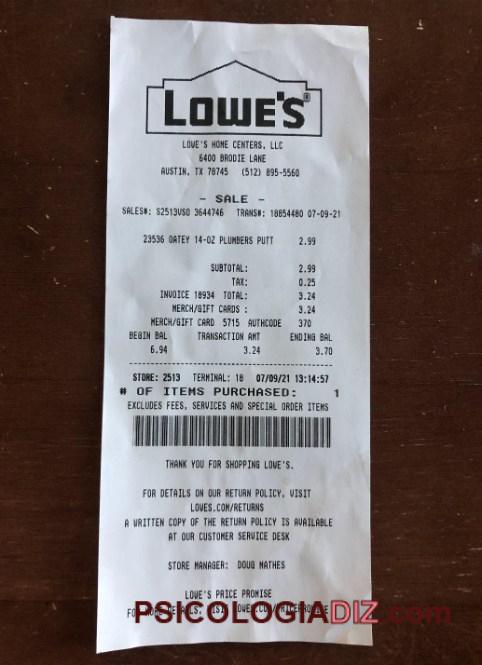 LOWE'S®
LOWE'S HOME CENTERS, LLC
6400 BRODIE LANE
AUSTIN, TX 78745 (512) 895-5560
- SALE -
SALES#: S2513VS0 3644746 TRANS#: 18854480 07-09-21
23536 OATEY 14-OZ PLUMBERS PUTT 2.99
SUBTOTAL: 2.99
TAX: 0.25
INVOICE 18934 TOTAL: 3.24
MERCH/GIFT CARDS : 3.24
MERCH/GIFT CARD 5715 AUTHCODE 370
BEGIN BAL TRANSACTION AMT ENDING BAL
6.94 3.24 3.70
STORE: 2513 TERMINAL: 18 07/09/21 13:14:57
# OF ITEMS PURCHASED: 1
EXCLUDES FEES, SERVICES AND SPECIAL ORDER ITEMS
THANK YOU FOR SHOPPING LOWE'S.
FOR DETAILS ON OUR RETURN POLICY, VISIT
LOWES.COM/RETURNS
A WRITTEN COPY OF THE RETURN POLICY IS AVAILABLE
AT OUR CUSTOMER SERVICE DESK
STORE MANAGER: DOUG MATHES
LOWE'S PRICE PROMISE
FOR MORE DETAILS, VISIT LOWES.COM/PRICEPROMISE
PSICOLOGIADIZ.com